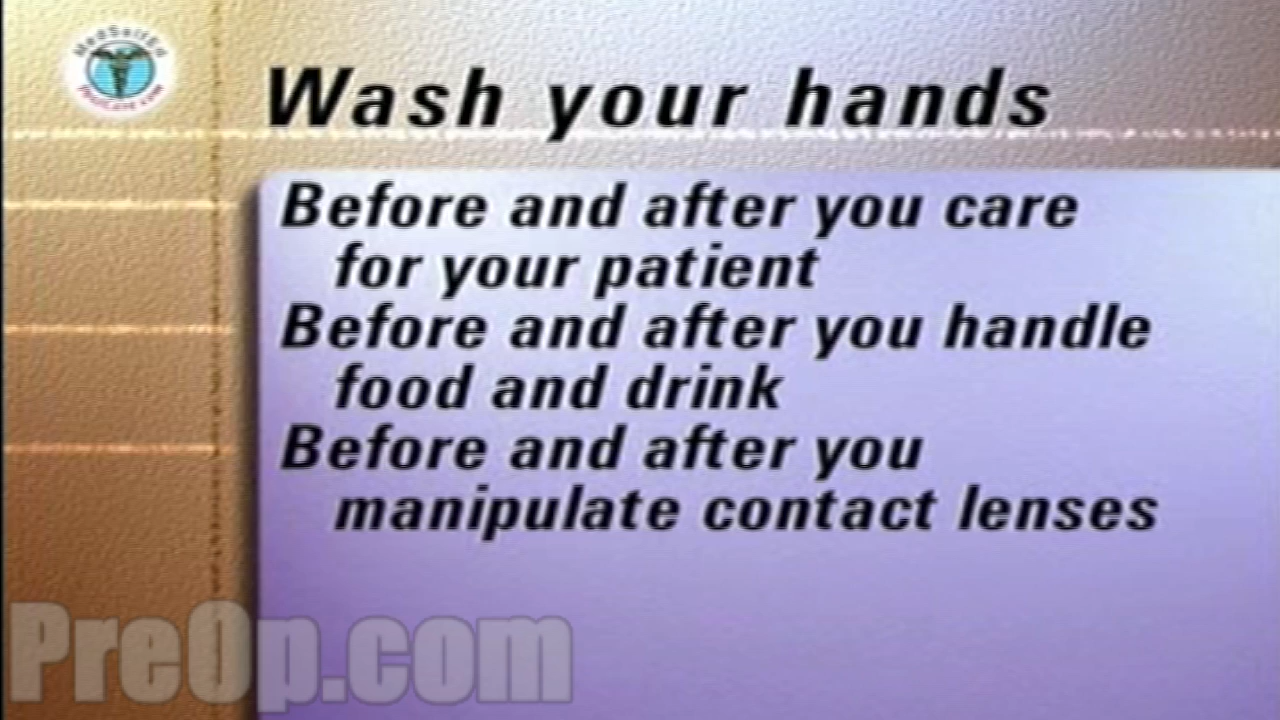 MedSelfEd
Wash your hands
Before and after you care
for your patient
Before and after you handle
food and drink
Before and after you
manipulate contact lenses
PreOp.com